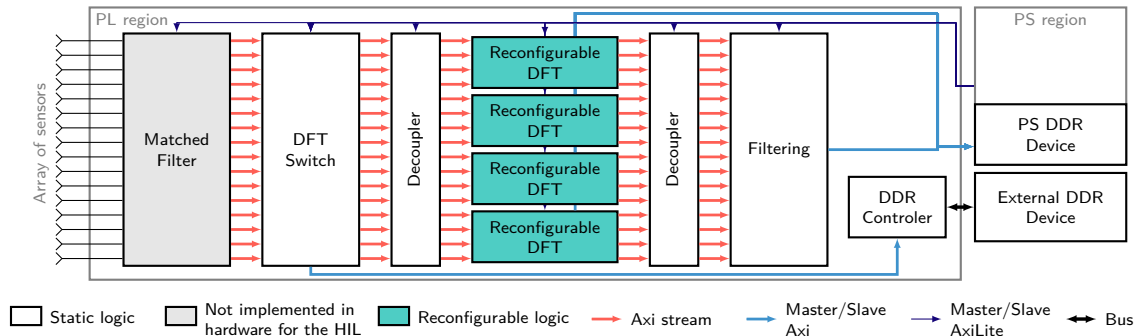 PL region
PS region
Array of sensors
Matched
Filter
DFT
Switch
Decoupler
Reconfigurable
DFT
Reconfigurable
DFT
Reconfigurable
DFT
Reconfigurable
DFT
Decoupler
Filtering
DDR
Controler
PS DDR
Device
External DDR
Device
Static logic
Not implemented in
hardware for the HIL
Reconfigurable logic
Axi stream
Master/Slave
Axi
Master/Slave
AxiLite
Bus